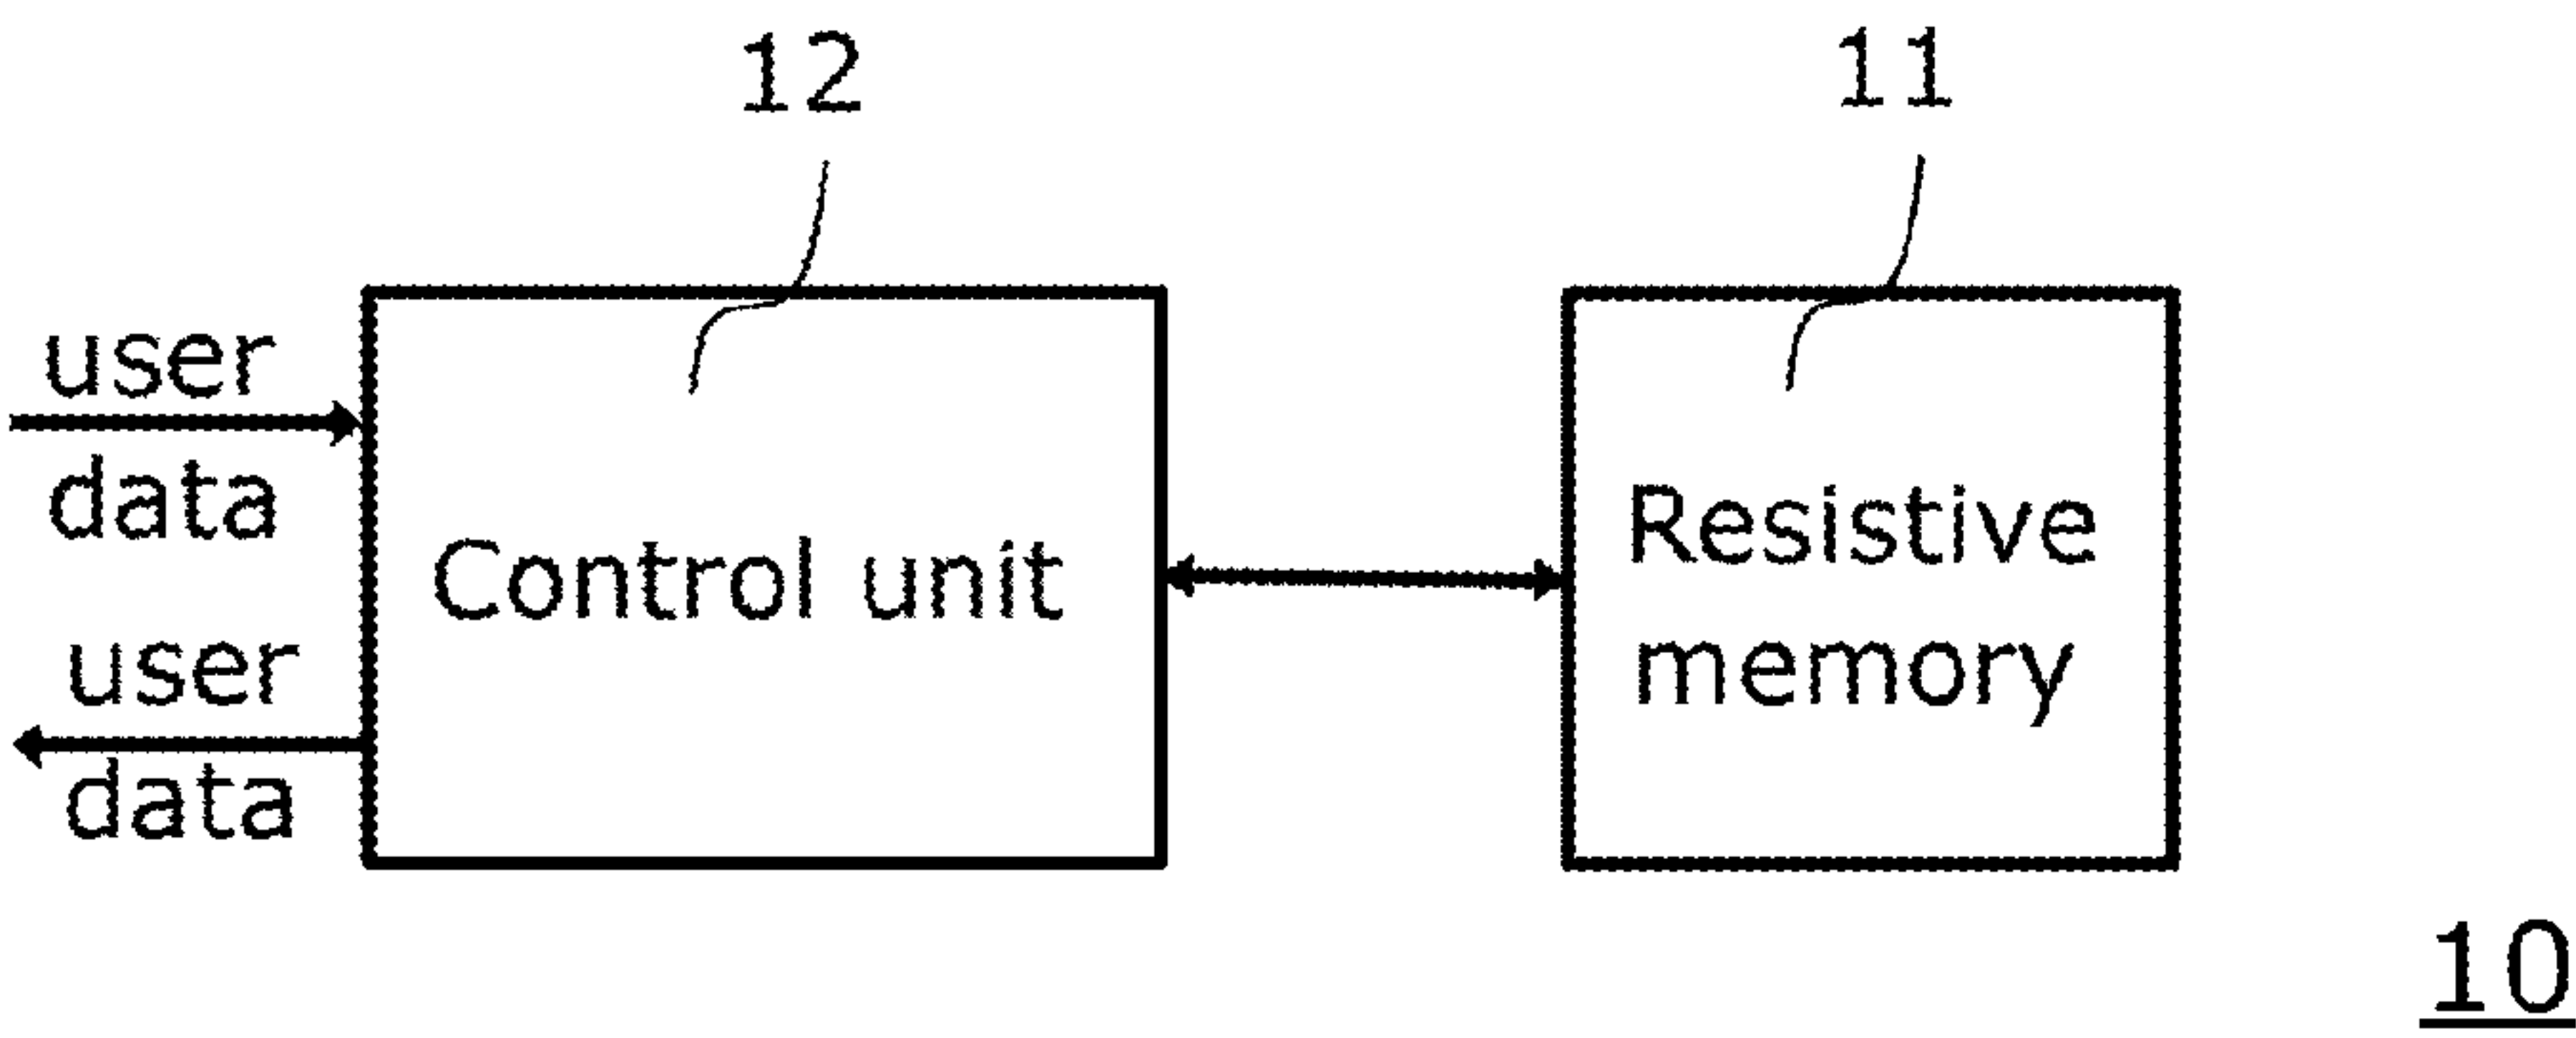 12
11
user
data
Control unit
user
data
Resistive
memory
10